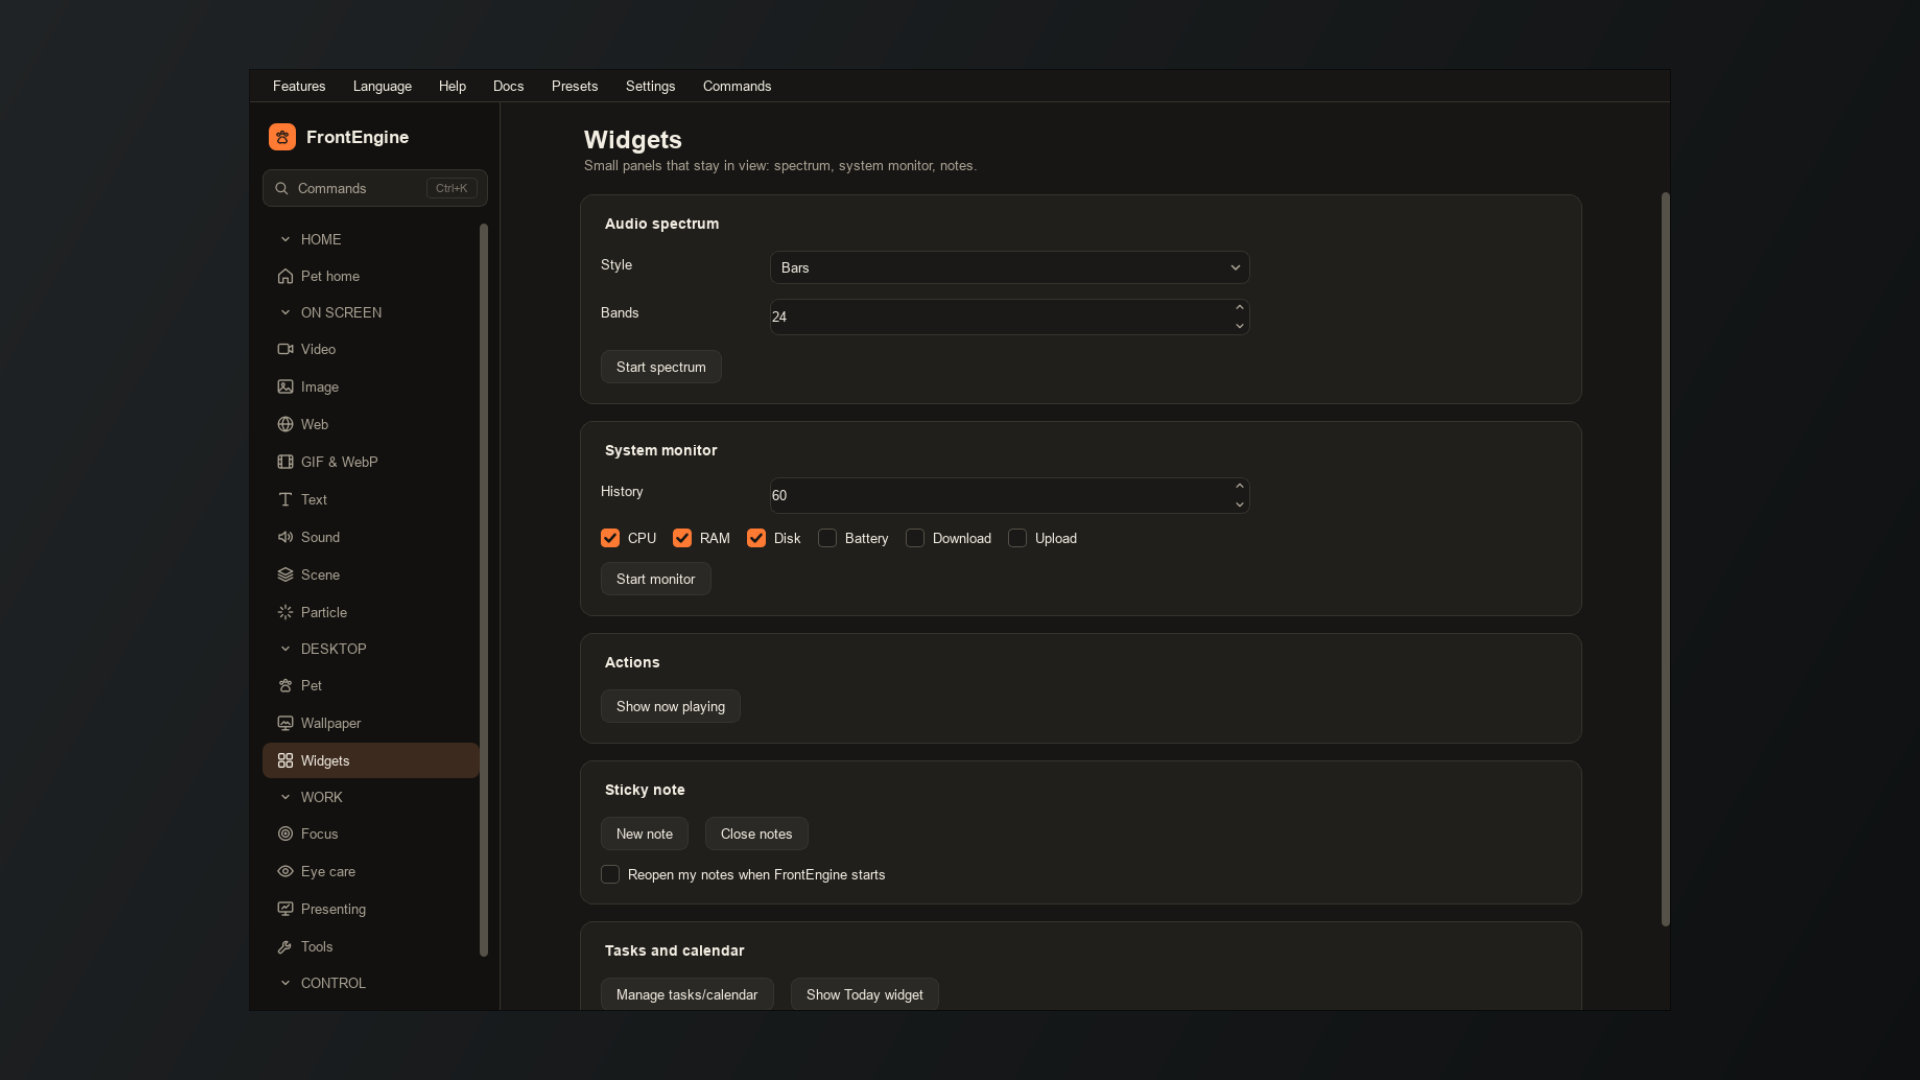 Features Language Help Docs Presets Settings Commands
FrontEngine
Commands Ctrl+K
HOME
Pet home
ON SCREEN
Video
Image
Web
GIF & WebP
Text
Sound
Scene
Particle
DESKTOP
Pet
Wallpaper
Widgets
WORK
Focus
Eye care
Presenting
Tools
CONTROL
Widgets
Small panels that stay in view: spectrum, system monitor, notes.
Audio spectrum
Style Bars
Bands 24
Start spectrum
System monitor
History 60
CPU RAM Disk Battery Download Upload
Start monitor
Actions
Show now playing
Sticky note
New note Close notes
Reopen my notes when FrontEngine starts
Tasks and calendar
Manage tasks/calendar Show Today widget